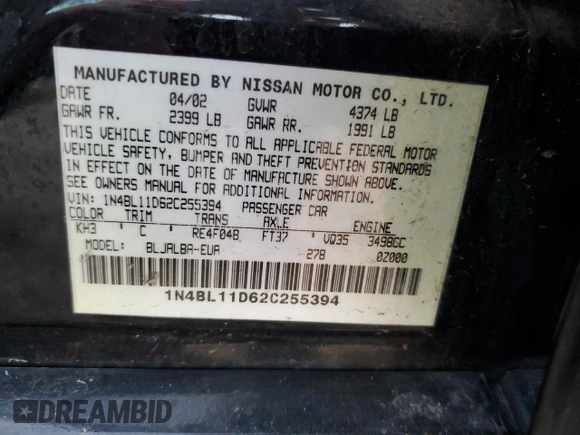 MANUFACTURED BY NISSAN MOTOR CO., LTD.
DATE 04/02 GVWR 4374 LB
GAWR FR. 2399 LB GAWR RR. 1991 LB
THIS VEHICLE CONFORMS TO ALL APPLICABLE FEDERAL MOTOR
VEHICLE SAFETY, BUMPER AND THEFT PREVENTION STANDARDS
IN EFFECT ON THE DATE OF MANUFACTURE SHOWN ABOVE.
SEE OWNERS MANUAL FOR ADDITIONAL INFORMATION.
VIN: 1N4BL11D62C255394 PASSENGER CAR
COLOR TRIM TRANS AXLE ENGINE
KH3 ' C ' RE4F04B FT37 VQ35 3498CC
MODEL: BLJALBA-EUA 278 0Z000
1N4BL11D62C255394
DREAMBID